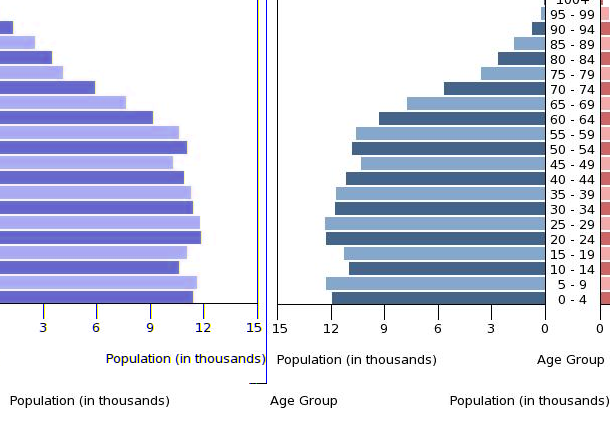 100+
95 - 99
90 - 94
85 - 89
80 - 84
75 - 79
70 - 74
65 - 69
60 - 64
55 - 59
50 - 54
45 - 49
40 - 44
35 - 39
30 - 34
25 - 29
20 - 24
15 - 19
10 - 14
5 - 9
0 - 4
3 6 9 12 15 15 12 9 6 3 0 0
Population (in thousands) Population (in thousands) Age Group
Population (in thousands) Age Group Population (in thousands)